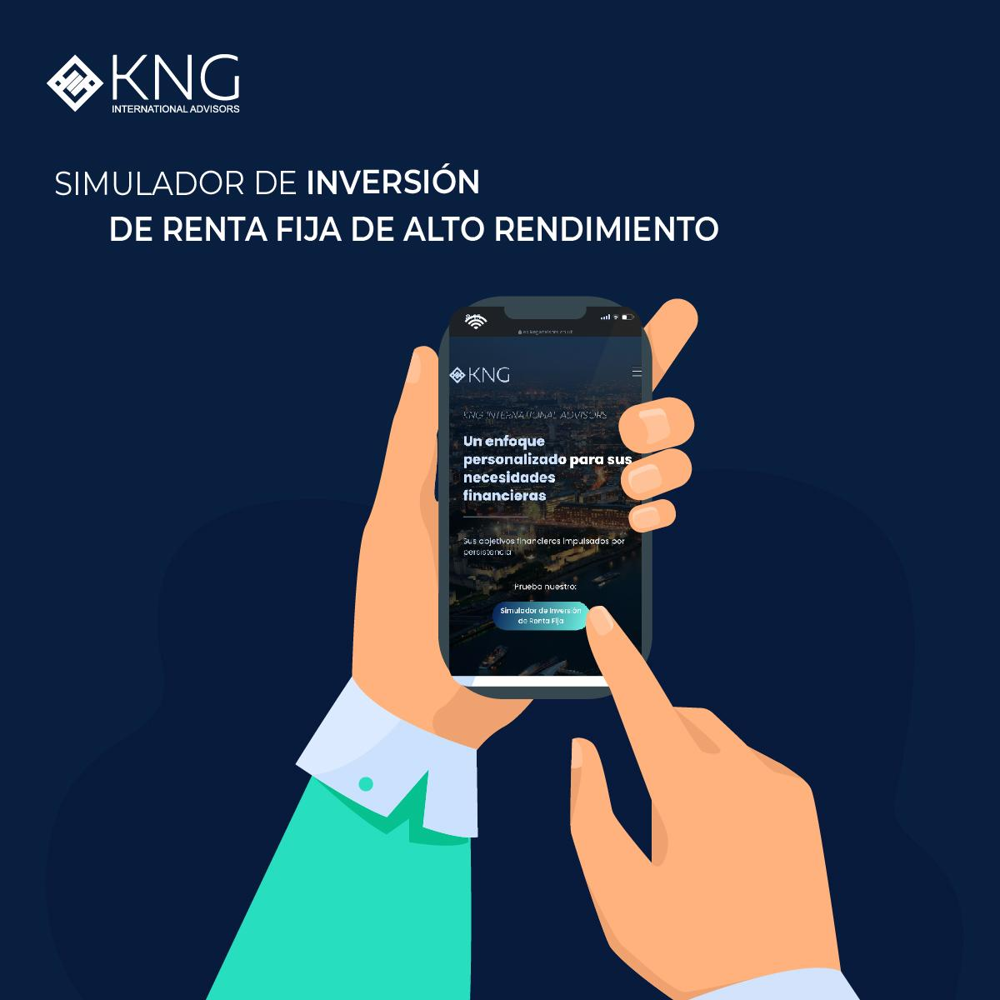 KNG
INTERNATIONAL ADVISORS
SIMULADOR DE INVERSIÓN
DE RENTA FIJA DE ALTO RENDIMIENTO
KNG
KNG INTERNATIONAL ADVISORS
Un enfoque
personalizado para sus
necesidades
financieras
Sus objetivos financieros impulsados por
persistencia
Prueba nuestro:
Simulador de Inversión
de Renta Fija